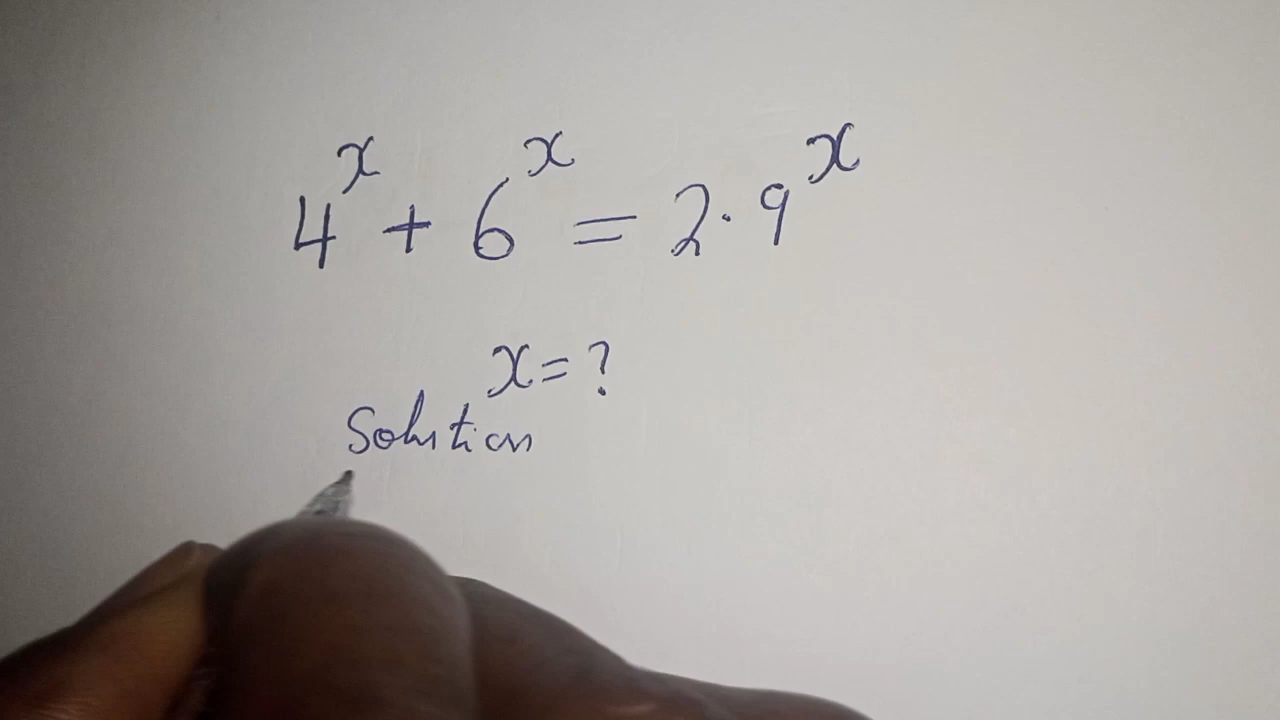 4^x + 6^x = 2·9^x
x = ?
Solution